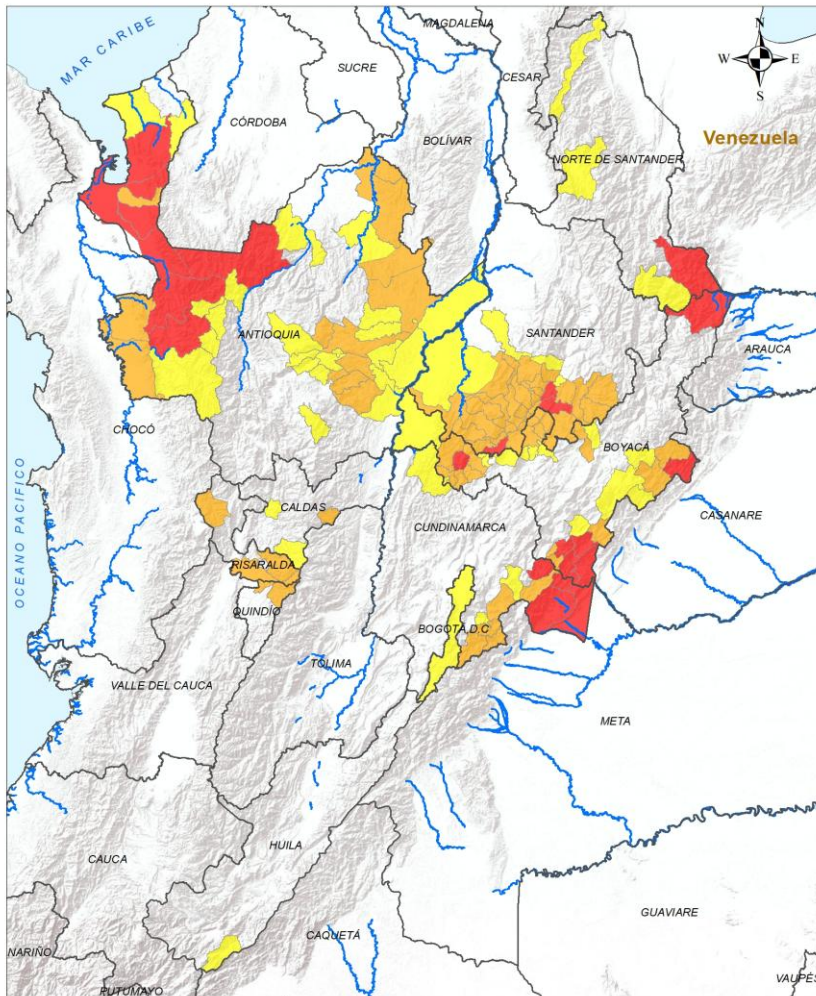 MAGDALENA
N
MAR CARIBE
SUCRE
CESAR
W E
S
CÓRDOBA
BOLÍVAR
Venezuela
NORTE DE SANTANDER
ANTIOQUIA
SANTANDER
ARAUCA
CHOCÓ
BOYACÁ
OCEANO PACIFICO
CALDAS
CUNDINAMARCA
CASANARE
RISARALDA
QUINDÍO
BOGOTÁ,D.C
TOLIMA
VALLE DEL CAUCA
META
HUILA
CAUCA
GUAVIARE
CAQUETÁ
NARIÑO
PUTUMAYO
VAUPÉS